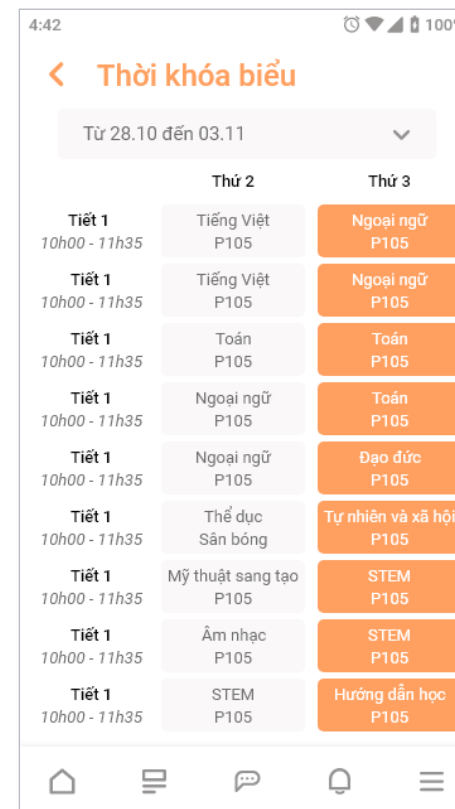 4:42
100%
Thời khóa biểu
Từ 28.10 đến 03.11
Thứ 2 Thứ 3
Tiết 1 Tiếng Việt Ngoại ngữ
10h00 - 11h35 P105 P105
Tiết 1 Tiếng Việt Ngoại ngữ
10h00 - 11h35 P105 P105
Tiết 1 Toán Toán
10h00 - 11h35 P105 P105
Tiết 1 Ngoại ngữ Toán
10h00 - 11h35 P105 P105
Tiết 1 Ngoại ngữ Đạo đức
10h00 - 11h35 P105 P105
Tiết 1 Thể dục Tự nhiên và xã hội
10h00 - 11h35 Sân bóng P105
Tiết 1 Mỹ thuật sang tạo STEM
10h00 - 11h35 P105 P105
Tiết 1 Âm nhạc STEM
10h00 - 11h35 P105 P105
Tiết 1 STEM Hướng dẫn học
10h00 - 11h35 P105 P105